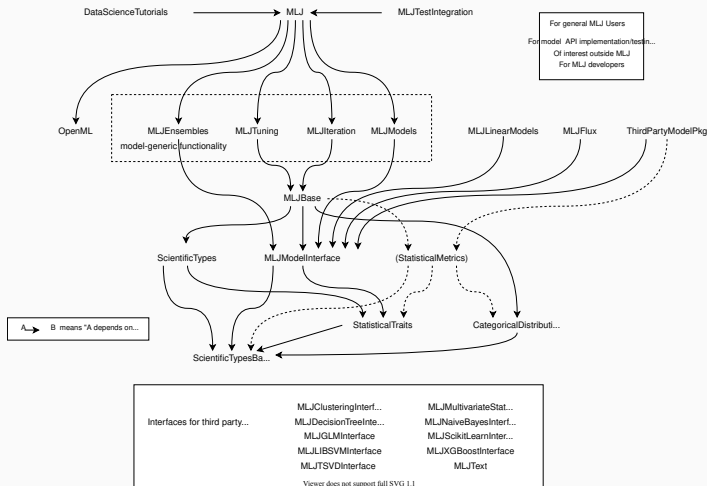 DataScienceTutorials
MLJ
MLJTestIntegration
For general MLJ Users
For model API implementation/testin...
Of interest outside MLJ
For MLJ developers
OpenML
MLJEnsembles
MLJTuning
MLJIteration
MLJModels
MLJLinearModels
MLJFlux
ThirdPartyModelPkg
model-generic functionality
MLJBase
ScientificTypes
MLJModelInterface
(StatisticalMetrics)
A
B means "A depends on...
StatisticalTraits
CategoricalDistributi...
ScientificTypesBa...
Interfaces for third party...
MLJClusteringInterf...
MLJMultivariateStat...
MLJDecisionTreeInte...
MLJNaiveBayesInterf...
MLJGLMInterface
MLJScikitLearnInter...
MLJLIBSVMInterface
MLJXGBoostInterface
MLJTSVDInterface
MLJText
Viewer does not support full SVG 1.1